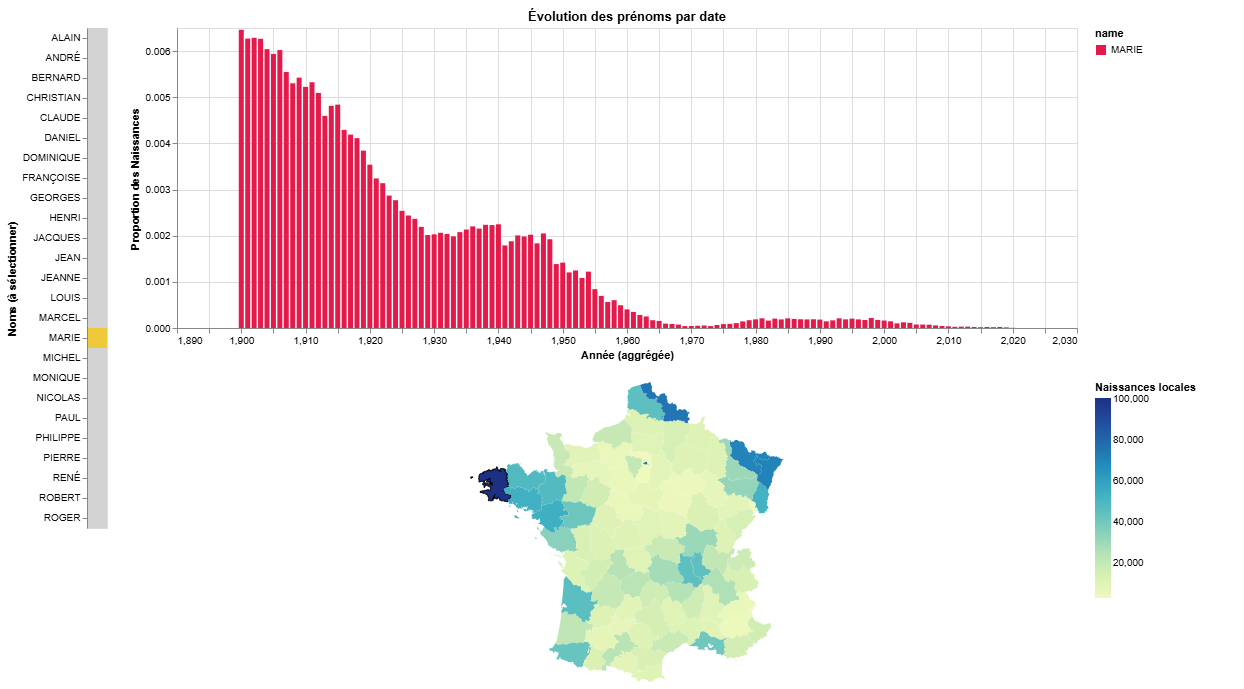 Évolution des prénoms par date
Noms (à sélectionner)
ALAIN
ANDRÉ
BERNARD
CHRISTIAN
CLAUDE
DANIEL
DOMINIQUE
FRANÇOISE
GEORGES
HENRI
JACQUES
JEAN
JEANNE
LOUIS
MARCEL
MARIE
MICHEL
MONIQUE
NICOLAS
PAUL
PHILIPPE
PIERRE
RENÉ
ROBERT
ROGER
Proportion des Naissances
0.006
0.005
0.004
0.003
0.002
0.001
0.000
1,890 1,900 1,910 1,920 1,930 1,940 1,950 1,960 1,970 1,980 1,990 2,000 2,010 2,020 2,030
Année (aggrégée)
name
MARIE
Naissances locales
100,000
80,000
60,000
40,000
20,000